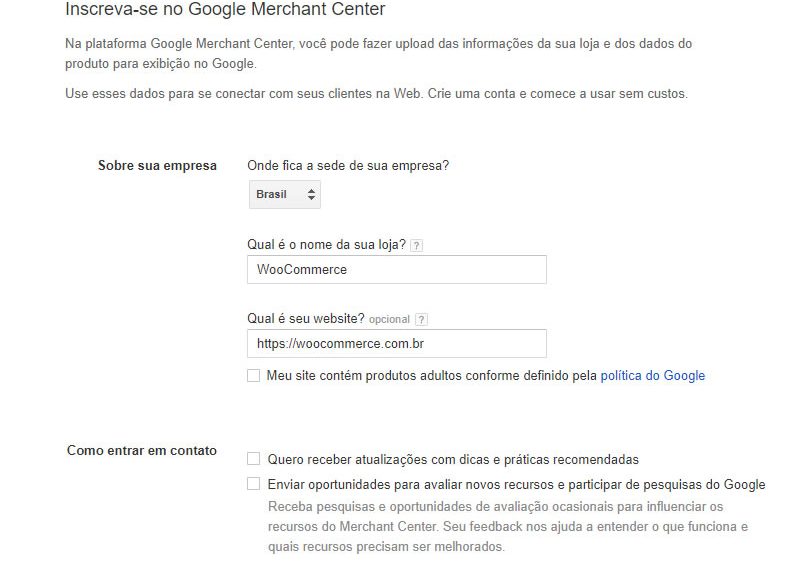 Inscreva-se no Google Merchant Center
Na plataforma Google Merchant Center, você pode fazer upload das informações da sua loja e dos dados do
produto para exibição no Google.
Use esses dados para se conectar com seus clientes na Web. Crie uma conta e comece a usar sem custos.
Sobre sua empresa
Onde fica a sede de sua empresa?
Brasil
Qual é o nome da sua loja? ?
WooCommerce
Qual é seu website? opcional ?
https://woocommerce.com.br
Meu site contém produtos adultos conforme definido pela política do Google
Como entrar em contato
Quero receber atualizações com dicas e práticas recomendadas
Enviar oportunidades para avaliar novos recursos e participar de pesquisas do Google
Receba pesquisas e oportunidades de avaliação ocasionais para influenciar os
recursos do Merchant Center. Seu feedback nos ajuda a entender o que funciona e
quais recursos precisam ser melhorados.